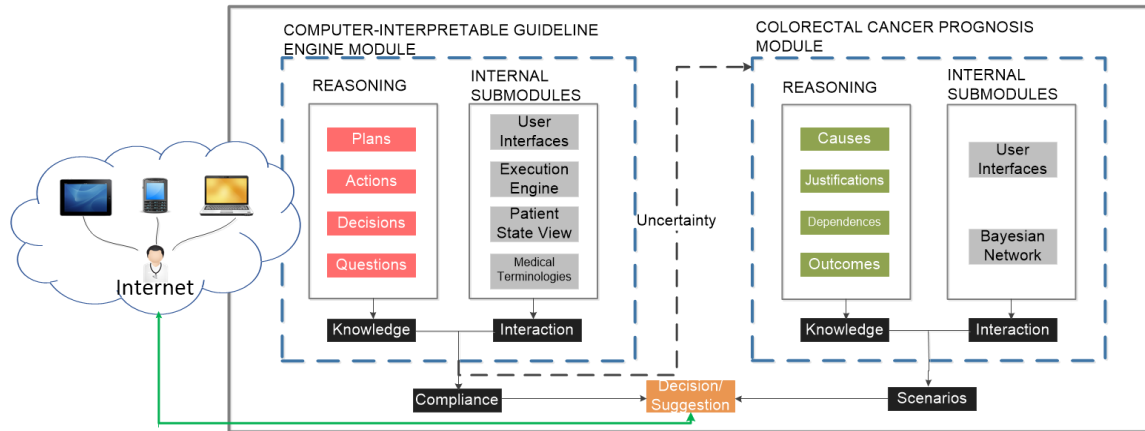 COMPUTER-INTERPRETABLE GUIDELINE
ENGINE MODULE
REASONING
Plans
Actions
Decisions
Questions
INTERNAL
SUBMODULES
User
Interfaces
Execution
Engine
Patient
State View
Medical
Terminologies
Knowledge
Interaction
Compliance
Uncertainty
COLORECTAL CANCER PROGNOSIS
MODULE
REASONING
Causes
Justifications
Dependences
Outcomes
INTERNAL
SUBMODULES
User
Interfaces
Bayesian
Network
Knowledge
Interaction
Scenarios
Decision/
Suggestion
Internet